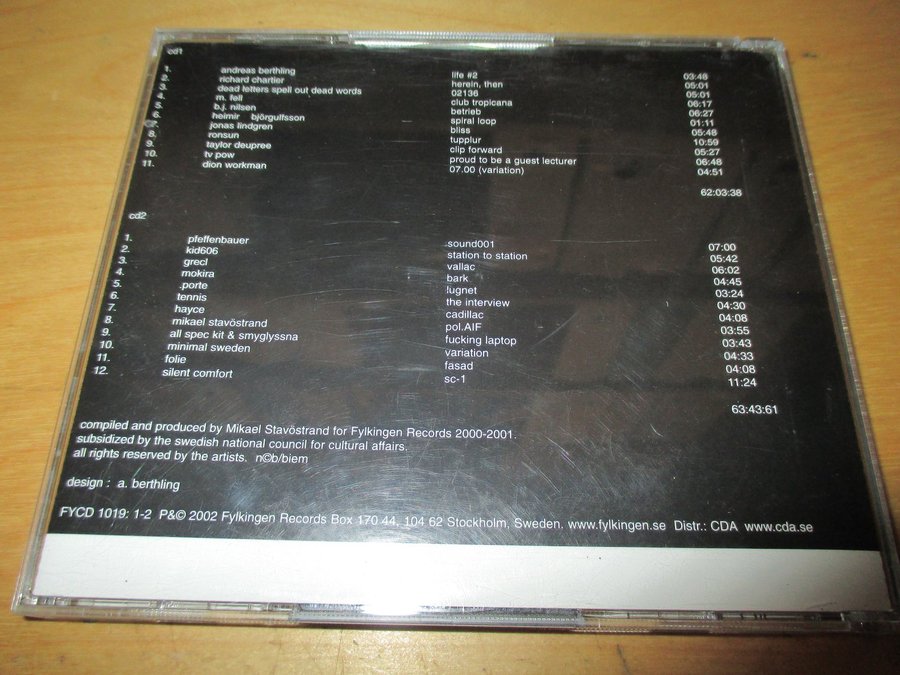 cd1
1. andreas berthling life #2 03:48
2. richard chartier herein, then 05:01
3. dead letters spell out dead words 02136 05:01
4. m. fell club tropicana 06:17
5. b.j. nilsen betrieb 06:27
6. heimir björgulfsson spiral loop 01:11
7. jonas lindgren bliss 05:48
8. ronsun tupplur 10:59
9. taylor deupree clip forward 05:27
10. tv pow proud to be a guest lecturer 06:48
11. dion workman 07.00 (variation) 04:51
62:03:38
cd2
1. pfeffenbauer .sound001 07:00
2. kid606 station to station 05:42
3. grecl vallac 06:02
4. mokira bark 04:45
5. .porte lugnet 03:24
6. tennis the interview 04:30
7. hayce cadillac 04:08
8. mikael stavöstrand pol.AIF 03:55
9. all spec kit & smyglyssna fucking laptop 03:43
10. minimal sweden variation 04:33
11. folie fasad 04:08
12. silent comfort sc-1 11:24
63:43:61
compiled and produced by Mikael Stavöstrand for Fylkingen Records 2000-2001.
subsidized by the swedish national council for cultural affairs.
all rights reserved by the artists. n©b/biem
design : a. berthling
FYCD 1019: 1-2 P&© 2002 Fylkingen Records Box 170 44, 104 62 Stockholm, Sweden. www.fylkingen.se Distr.: CDA www.cda.se